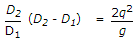 D₂/D₁ (D₂ - D₁) = 2q²/g